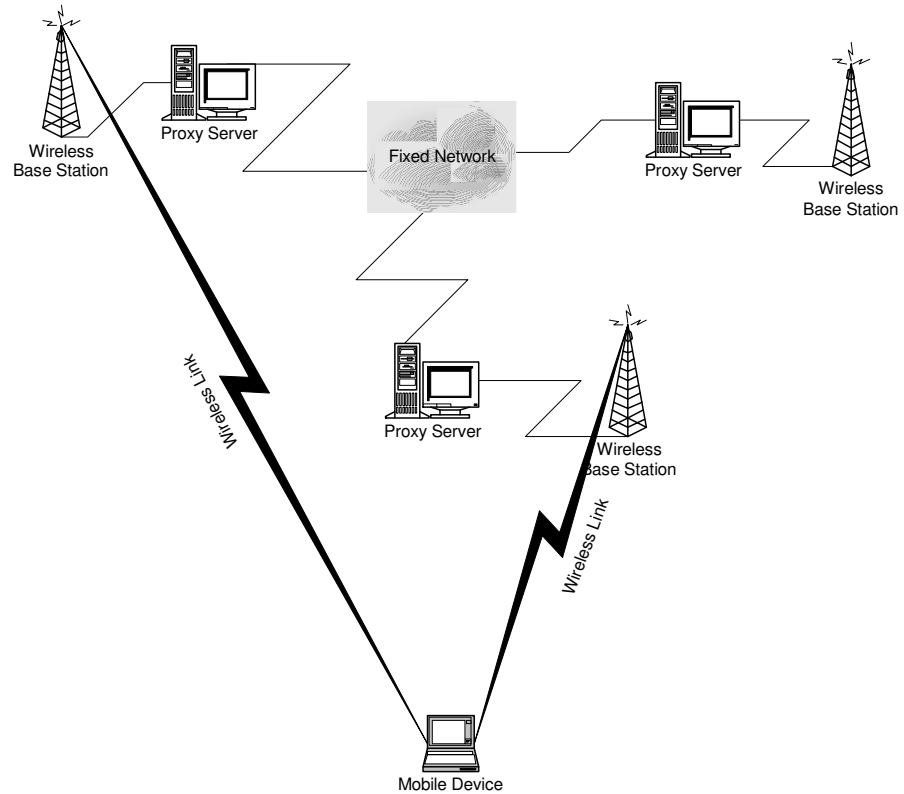 Proxy Server
Wireless
Base Station
Fixed Network
Proxy Server
Wireless
Base Station
Wireless Link
Proxy Server
Wireless
Base Station
Wireless Link
Mobile Device